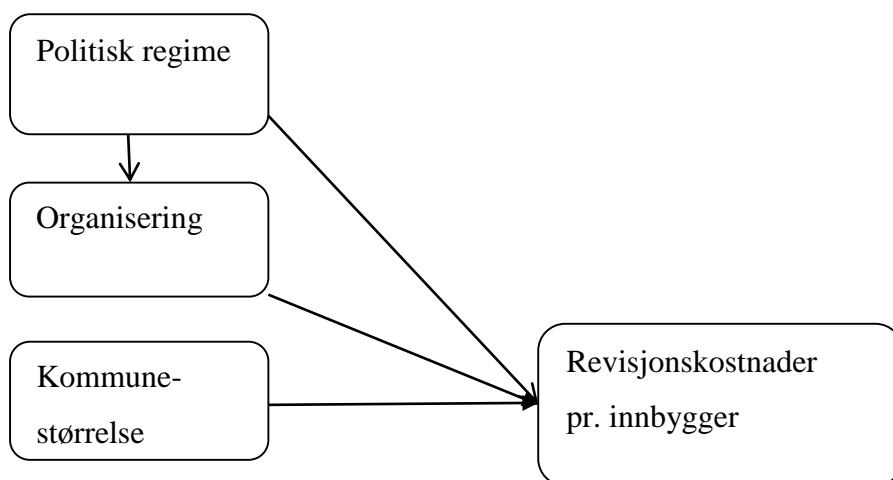 Politisk regime
Organisering
Kommune-
størrelse
Revisjonskostnader
pr. innbygger